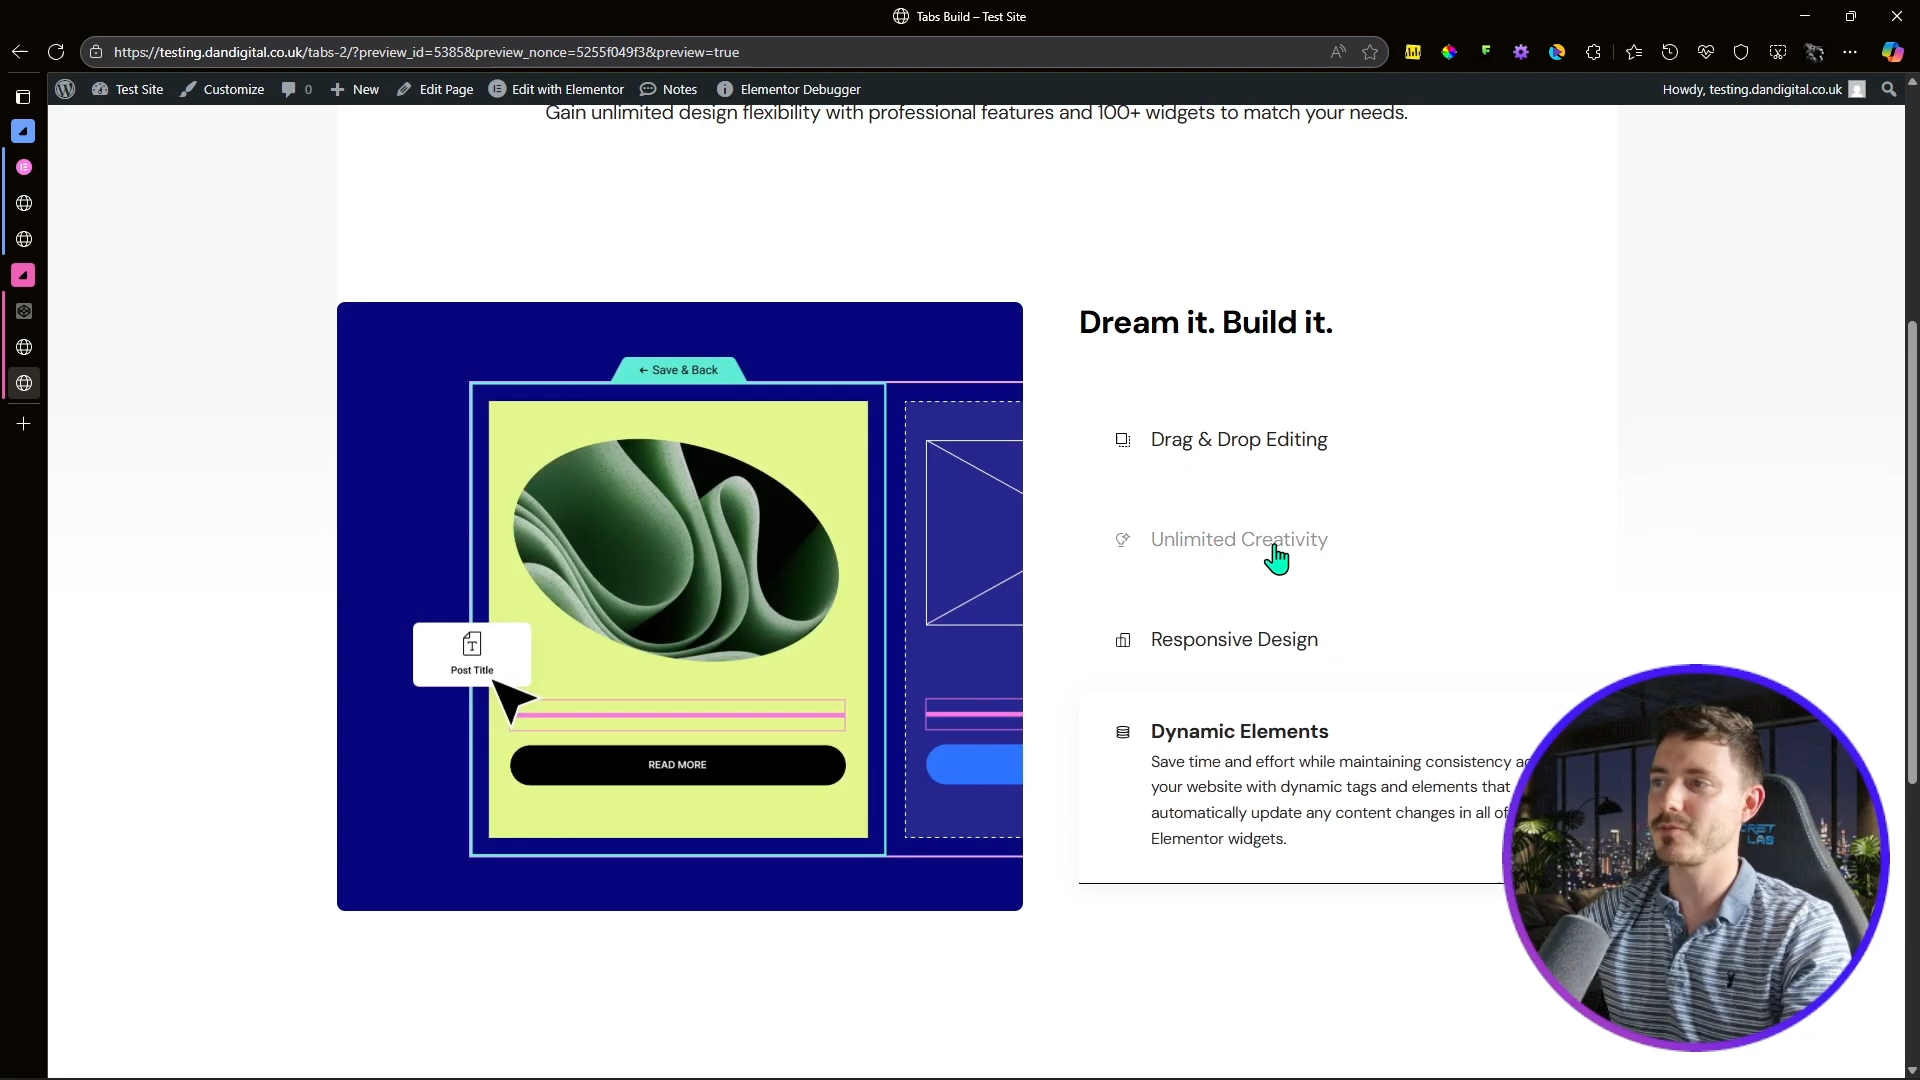 Tabs Build – Test Site
https://testing.dandigital.co.uk/tabs-2/?preview_id=5385&preview_nonce=5255f049f3&preview=true
Test Site
Customize
0
New
Edit Page
Edit with Elementor
Notes
Elementor Debugger
Howdy, testing.dandigital.co.uk
Gain unlimited design flexibility with professional features and 100+ widgets to match your needs.
← Save & Back
T
Post Title
READ MORE
Dream it. Build it.
Drag & Drop Editing
Unlimited Creativity
Responsive Design
Dynamic Elements
Save time and effort while maintaining consistency
your website with dynamic tags and elements that
automatically update any content changes in all of
Elementor widgets.
LAB